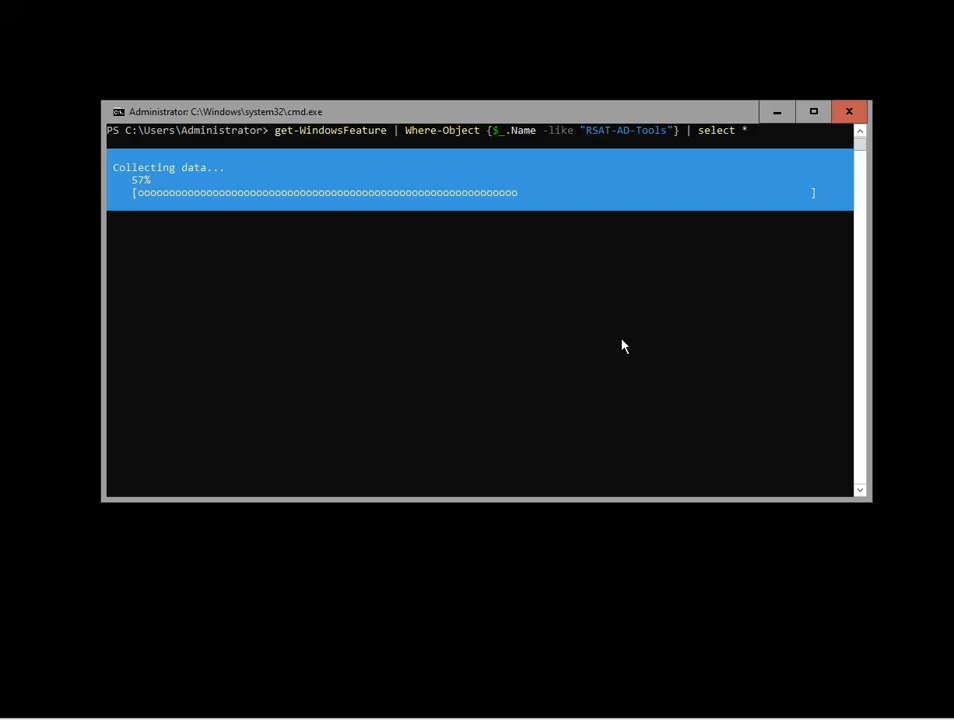 Administrator: C:\Windows\system32\cmd.exe
PS C:\Users\Administrator> get-WindowsFeature | Where-Object {$_.Name -like "RSAT-AD-Tools"} | select *
Collecting data...
57%
[ooooooooooooooooooooooooooooooooooooooooooooooooooooooooooooo                                               ]